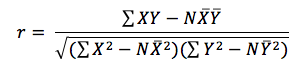 r = (∑XY − NX̄Ȳ) / √((∑X² − NX̄²)(∑Y² − NȲ²))